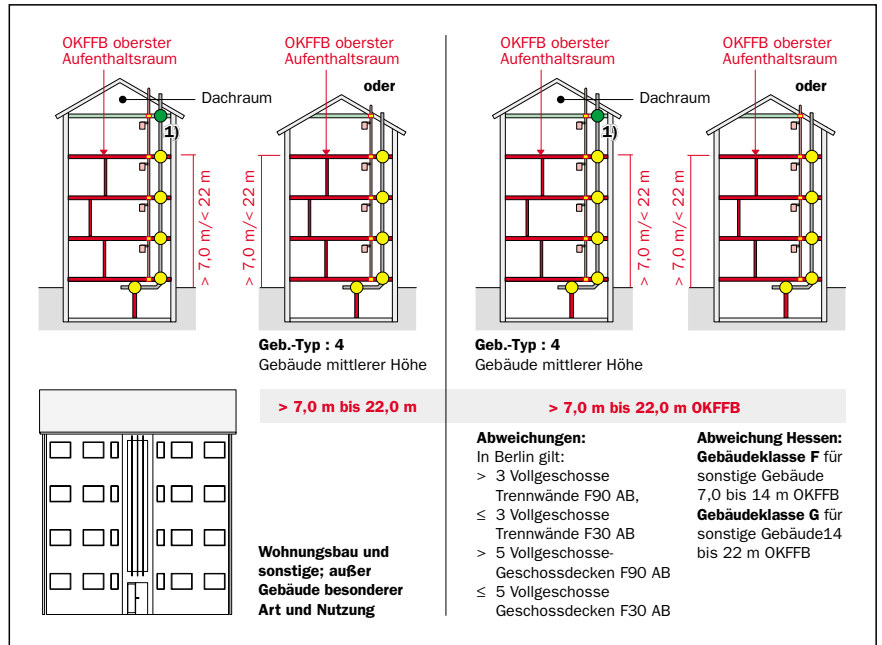 OKFFB oberster
Aufenthaltsraum
OKFFB oberster
Aufenthaltsraum
oder
Dachraum
1)
> 7,0 m/< 22 m
> 7,0 m/< 22 m
Geb.-Typ : 4
Gebäude mittlerer Höhe
OKFFB oberster
Aufenthaltsraum
OKFFB oberster
Aufenthaltsraum
oder
Dachraum
1)
> 7,0 m/< 22 m
> 7,0 m/< 22 m
Geb.-Typ : 4
Gebäude mittlerer Höhe
> 7,0 m bis 22,0 m
> 7,0 m bis 22,0 m OKFFB
Wohnungsbau und
sonstige; außer
Gebäude besonderer
Art und Nutzung
Abweichungen:
In Berlin gilt:
> 3 Vollgeschosse
Trennwände F90 AB,
≤ 3 Vollgeschosse
Trennwände F30 AB
> 5 Vollgeschosse-
Geschossdecken F90 AB
≤ 5 Vollgeschosse
Geschossdecken F30 AB
Abweichung Hessen:
Gebäudeklasse F für
sonstige Gebäude
7,0 bis 14 m OKFFB
Gebäudeklasse G für
sonstige Gebäude14
bis 22 m OKFFB